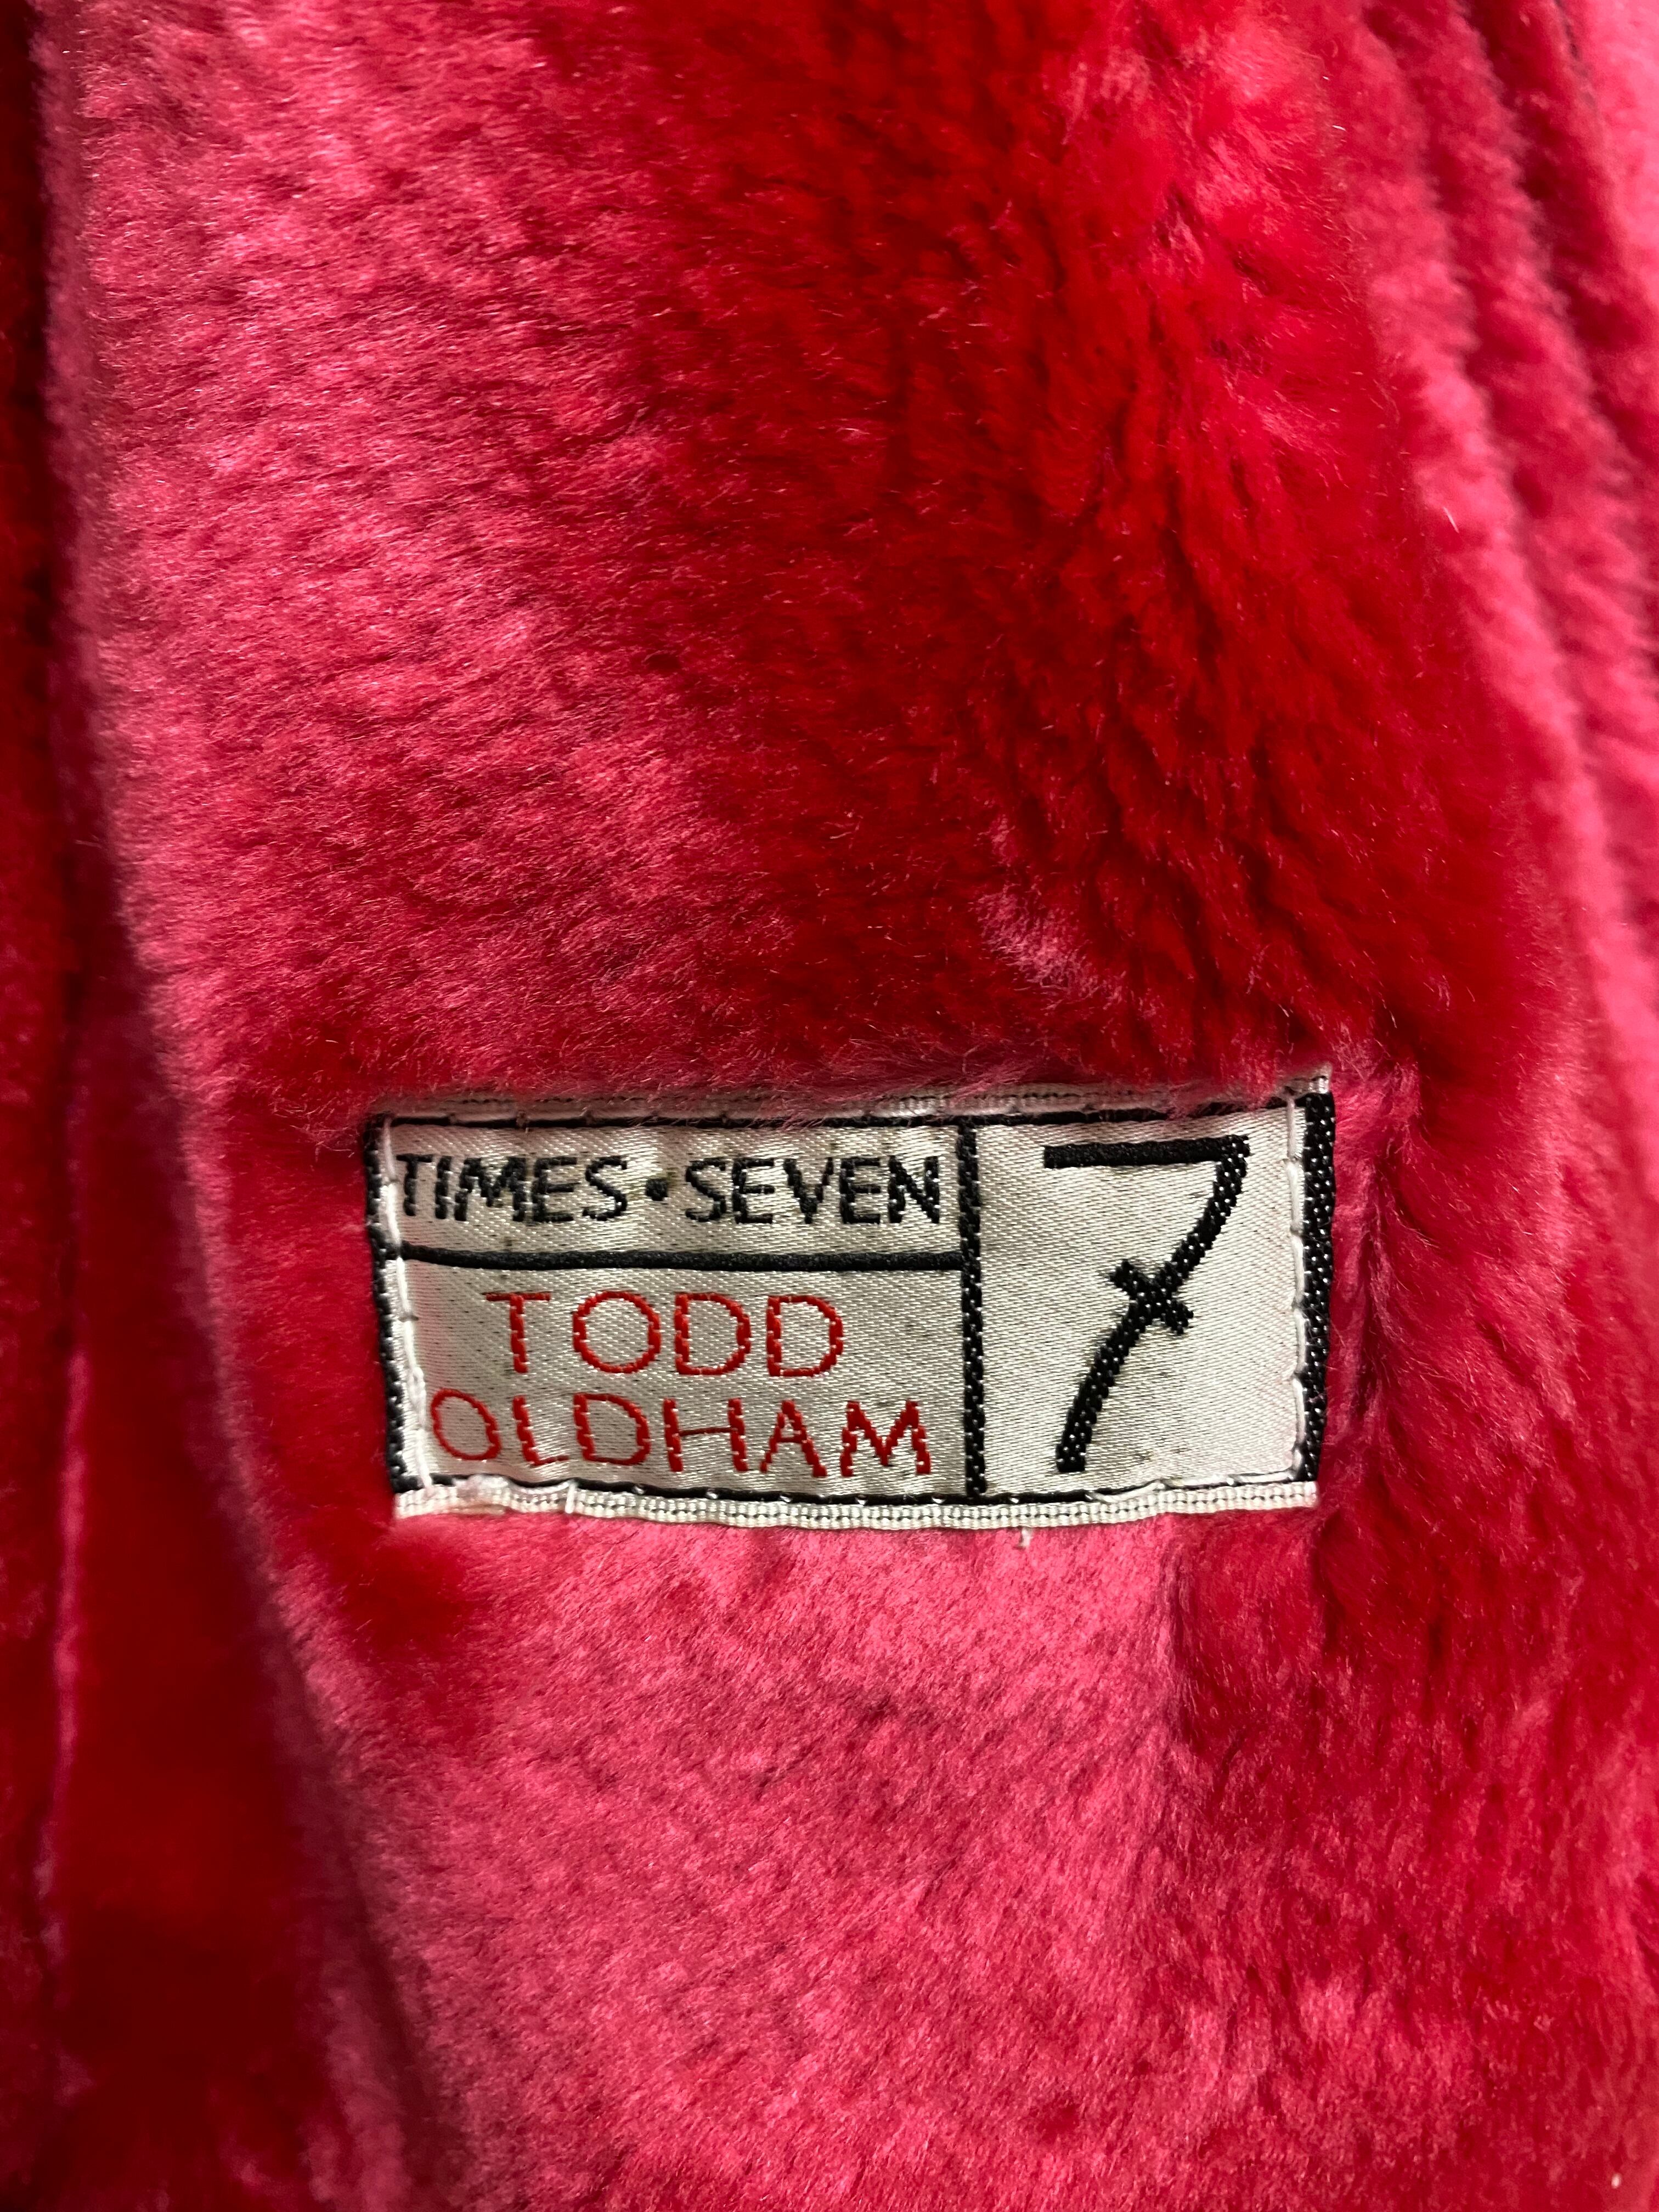 TIMES • SEVEN
TODD
OLDHAM
7